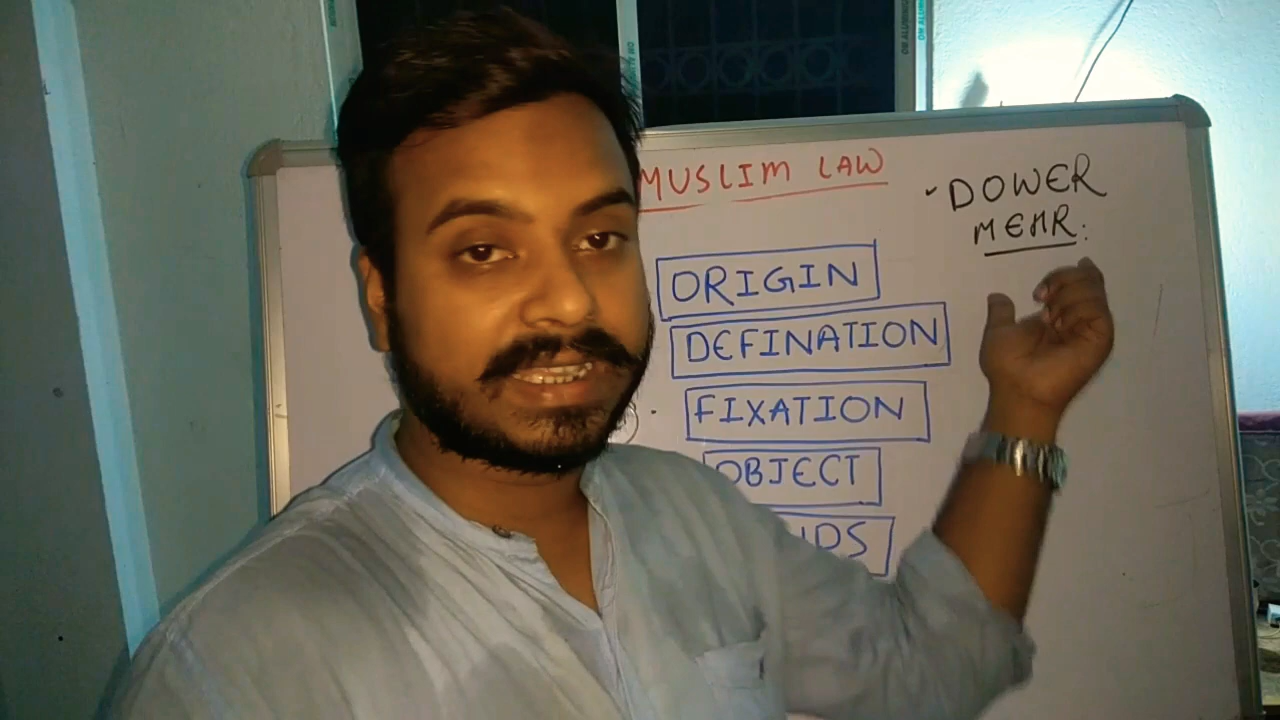 MUSLIM LAW
DOWER
MEHR:
ORIGIN
DEFINATION
FIXATION
OBJECT